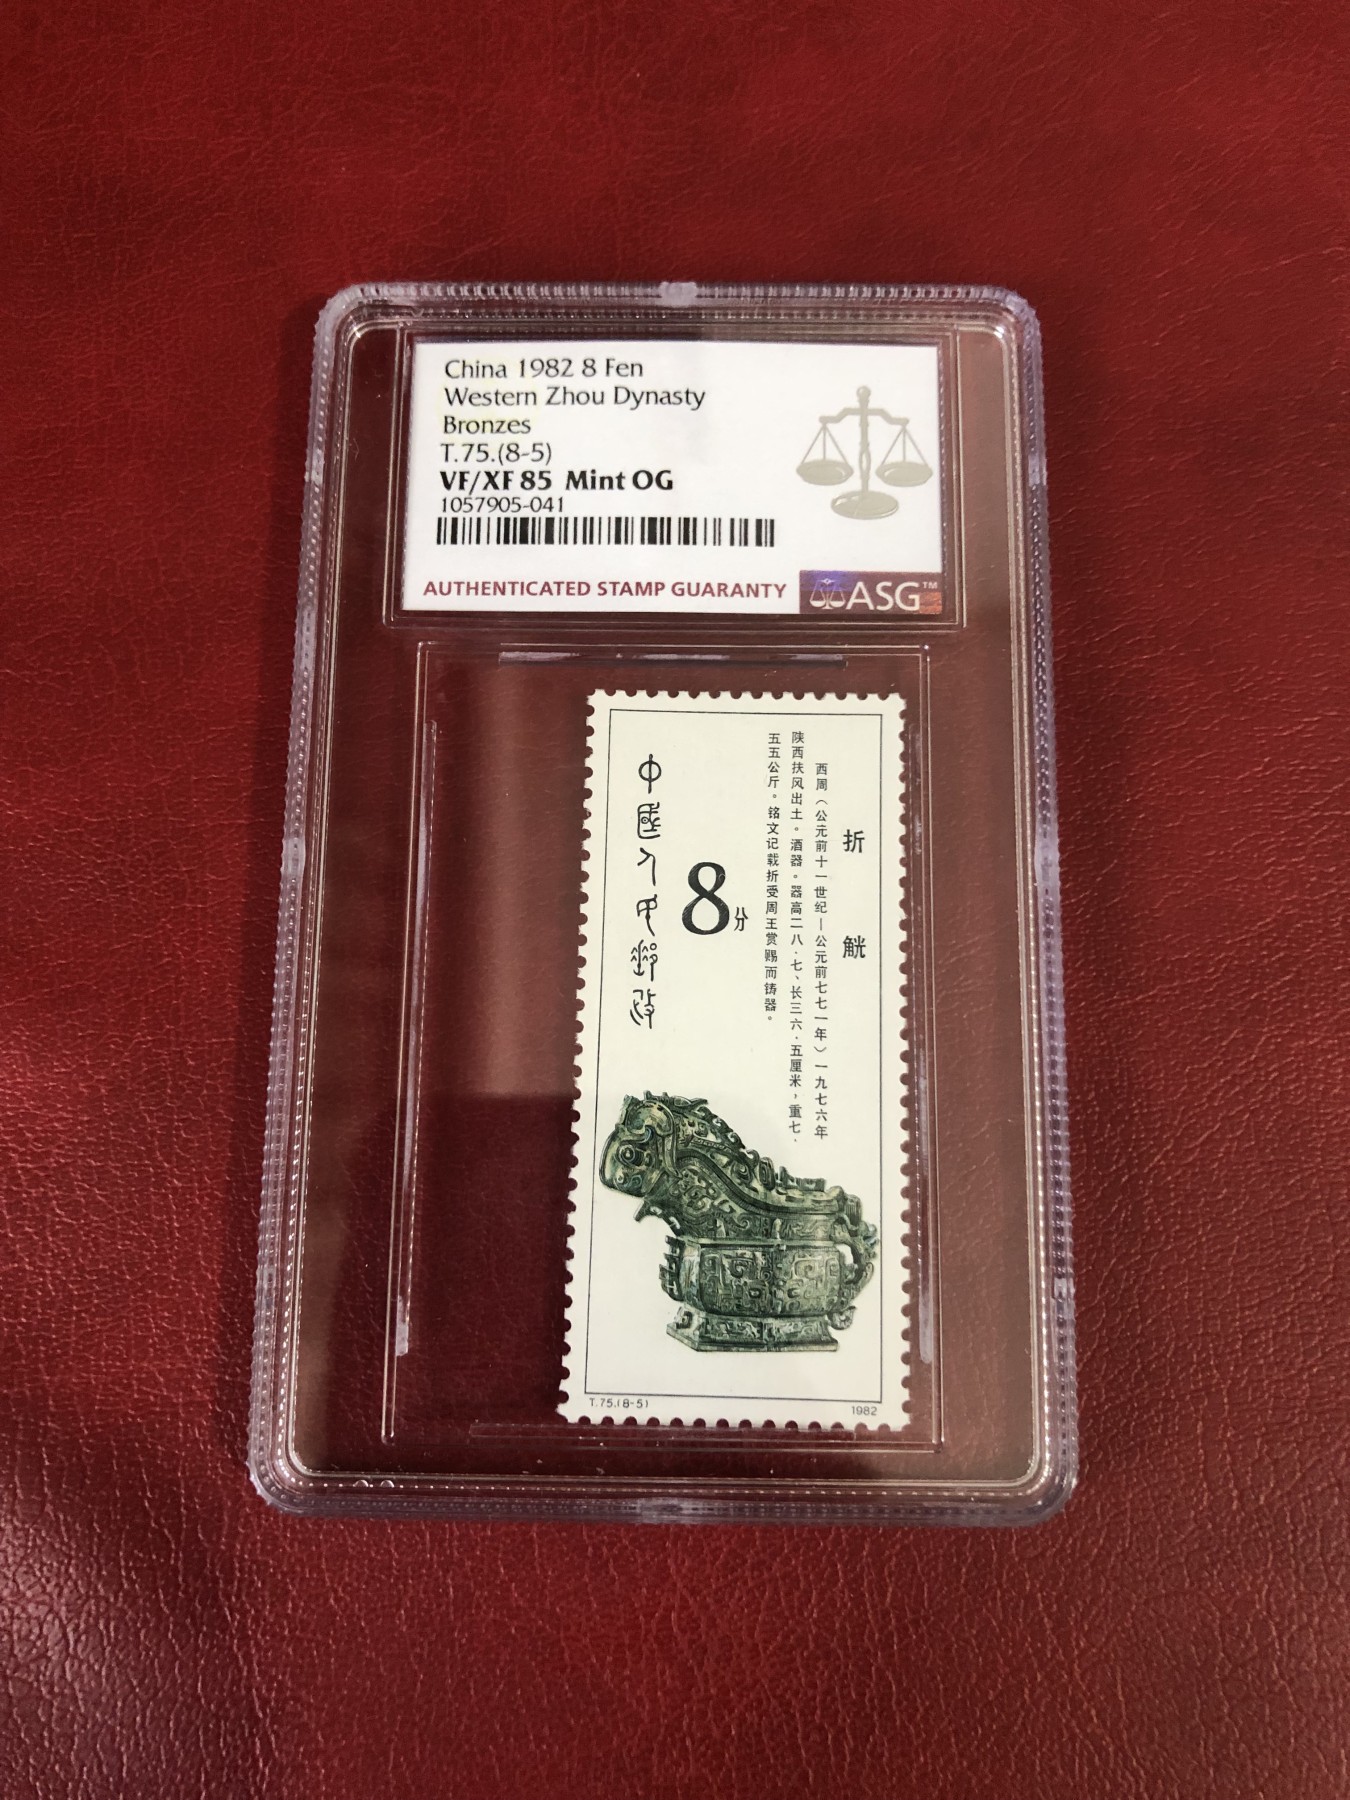 China 1982 8 Fen
Western Zhou Dynasty
Bronzes
T.75.(8-5)
VF/XF 85 Mint OG
1057905-041
AUTHENTICATED STAMP GUARANTY
ASG™
折觥
西周（公元前十一世纪—公元前七七一年）一九七六年
陕西扶风出土。酒器。器高二八·七、长三六·五厘米，重七·
五五公斤。铭文记载折受周王赏赐而铸器。
8分
中國人民郵政
T.75.(8-5)
1982